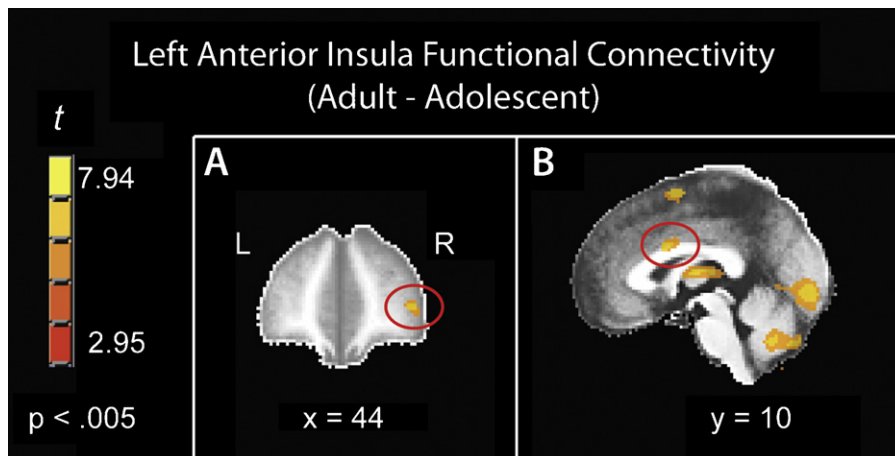 Left Anterior Insula Functional Connectivity
(Adult - Adolescent)
t
7.94
2.95
p < .005
A
L
R
x = 44
B
y = 10